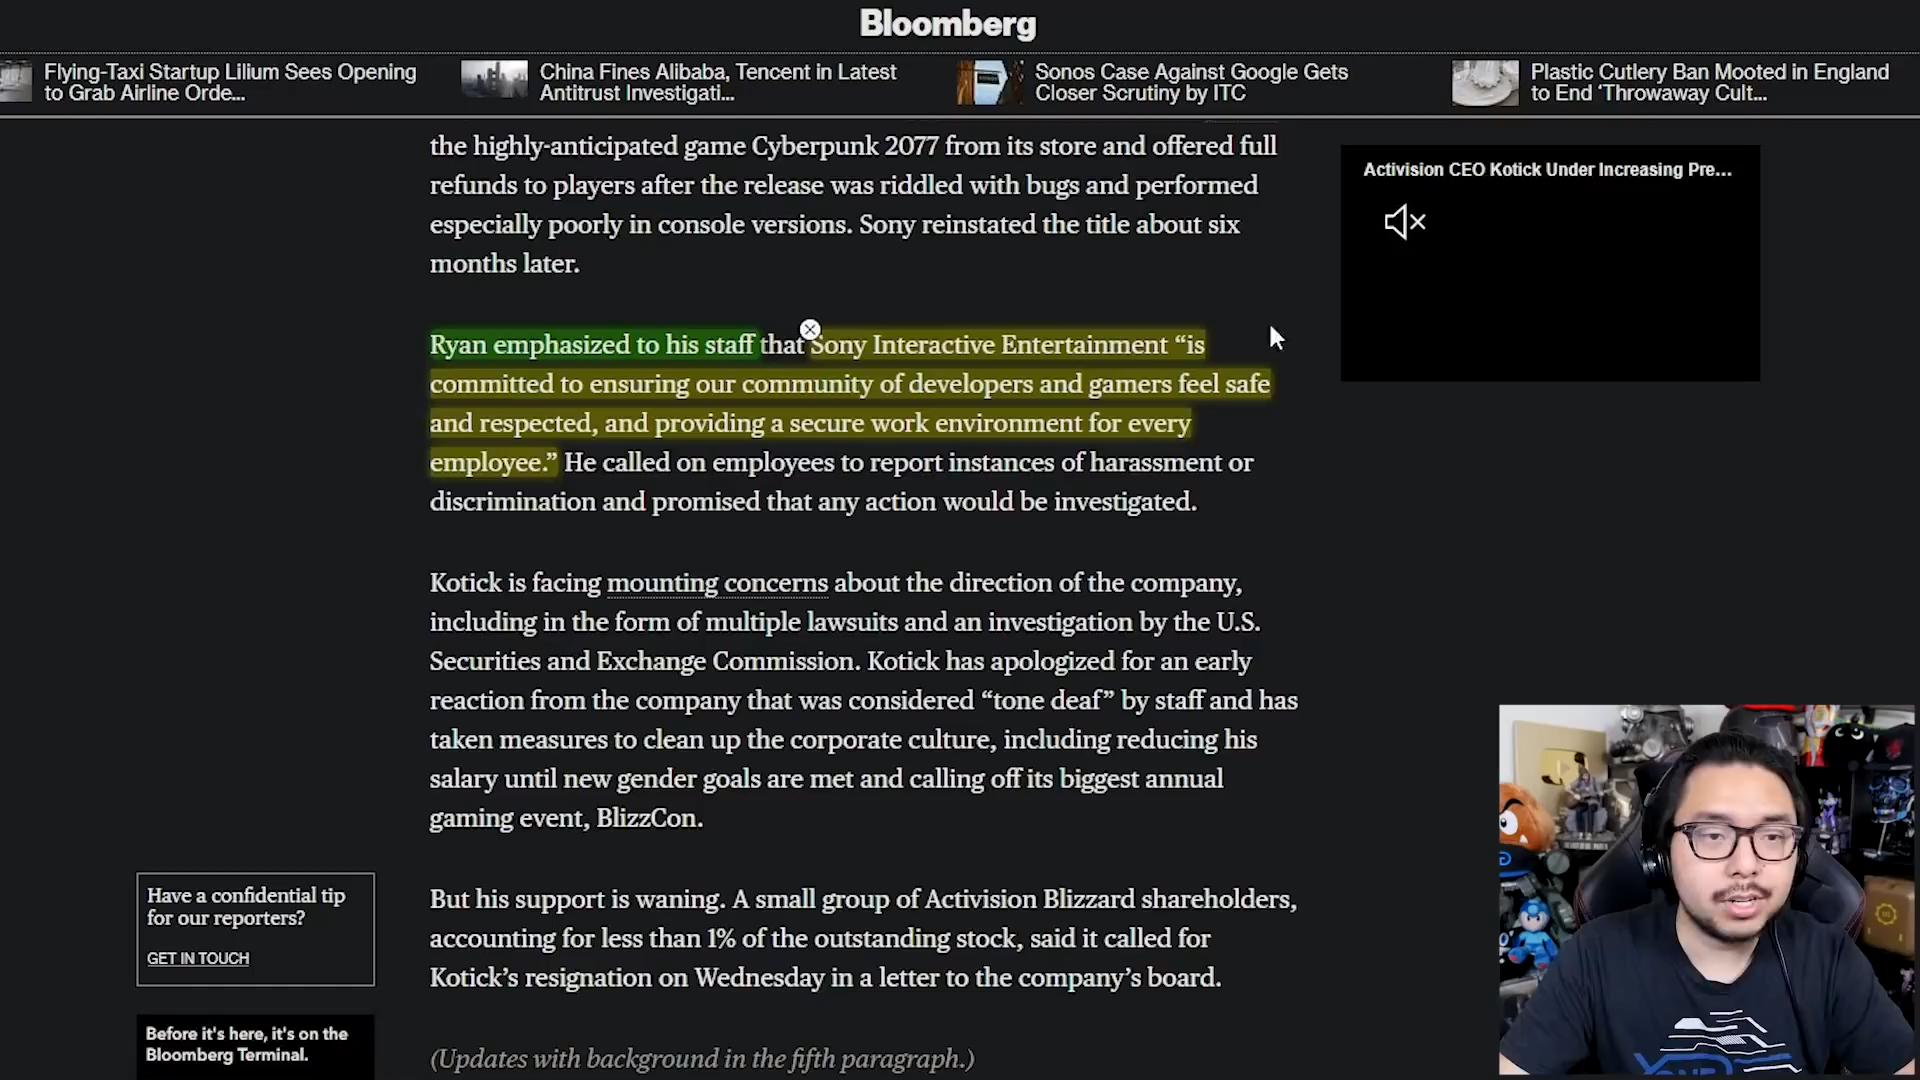 Bloomberg
Flying-Taxi Startup Lilium Sees Opening
to Grab Airline Orde...
China Fines Alibaba, Tencent in Latest
Antitrust Investigati...
Sonos Case Against Google Gets
Closer Scrutiny by ITC
Plastic Cutlery Ban Mooted in England
to End ‘Throwaway Cult...
the highly-anticipated game Cyberpunk 2077 from its store and offered full
refunds to players after the release was riddled with bugs and performed
especially poorly in console versions. Sony reinstated the title about six
months later.
Activision CEO Kotick Under Increasing Pre...
Ryan emphasized to his staff that Sony Interactive Entertainment “is
committed to ensuring our community of developers and gamers feel safe
and respected, and providing a secure work environment for every
employee.” He called on employees to report instances of harassment or
discrimination and promised that any action would be investigated.
Kotick is facing mounting concerns about the direction of the company,
including in the form of multiple lawsuits and an investigation by the U.S.
Securities and Exchange Commission. Kotick has apologized for an early
reaction from the company that was considered “tone deaf” by staff and has
taken measures to clean up the corporate culture, including reducing his
salary until new gender goals are met and calling off its biggest annual
gaming event, BlizzCon.
But his support is waning. A small group of Activision Blizzard shareholders,
accounting for less than 1% of the outstanding stock, said it called for
Kotick’s resignation on Wednesday in a letter to the company’s board.
(Updates with background in the fifth paragraph.)
Have a confidential tip
for our reporters?
GET IN TOUCH
Before it's here, it's on the
Bloomberg Terminal.